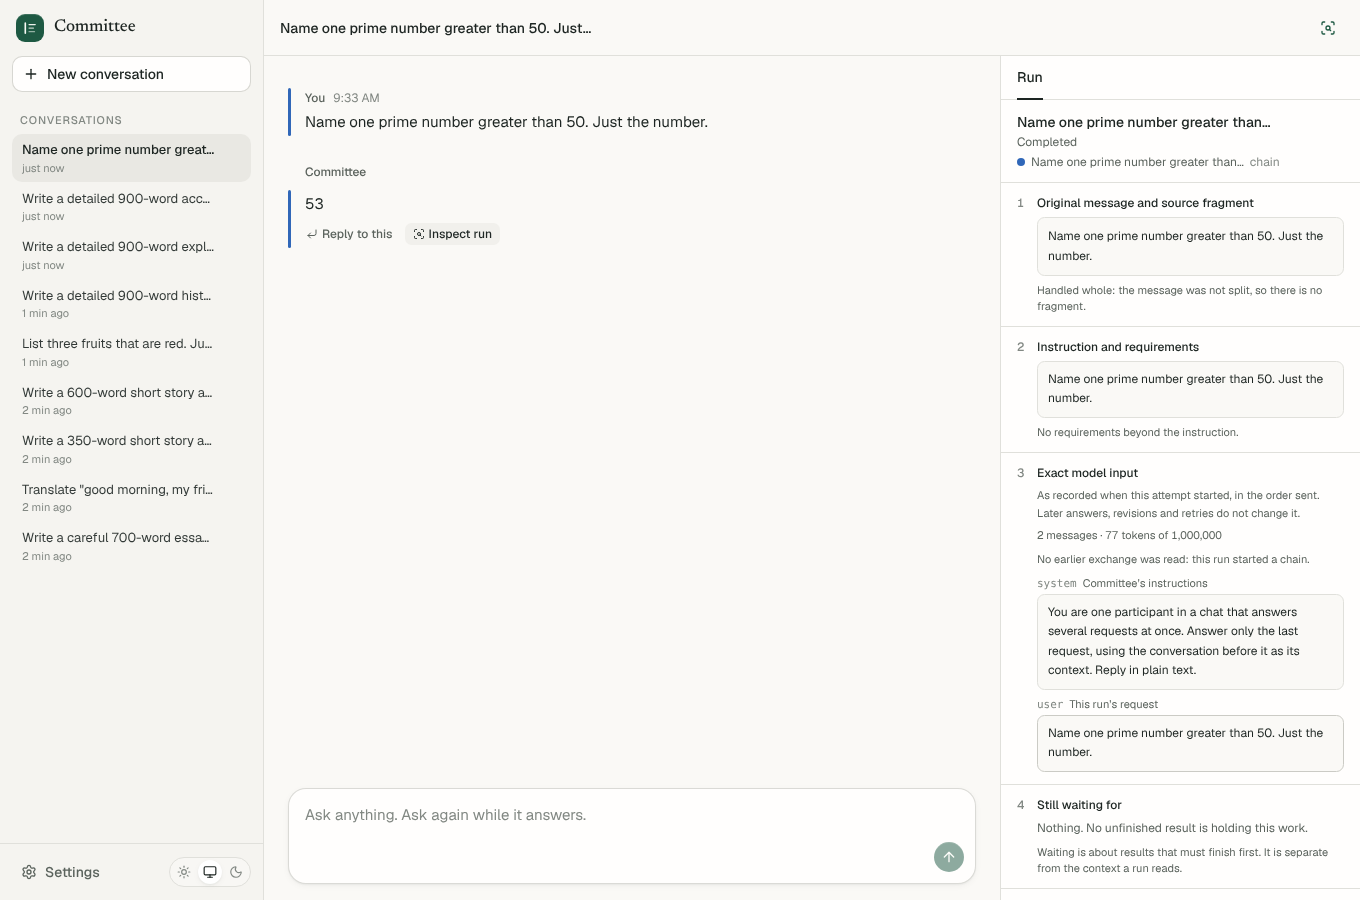 Committee
New conversation
CONVERSATIONS
Name one prime number great...
just now
Write a detailed 900-word acc...
just now
Write a detailed 900-word expl...
just now
Write a detailed 900-word hist...
1 min ago
List three fruits that are red. Ju...
1 min ago
Write a 600-word short story a...
2 min ago
Write a 350-word short story a...
2 min ago
Translate "good morning, my fri...
2 min ago
Write a careful 700-word essa...
2 min ago
Settings
Name one prime number greater than 50. Just...
You 9:33 AM
Name one prime number greater than 50. Just the number.
Committee
53
Reply to this Inspect run
Ask anything. Ask again while it answers.
Run
Name one prime number greater than...
Completed
Name one prime number greater than... chain
1 Original message and source fragment
Name one prime number greater than 50. Just the
number.
Handled whole: the message was not split, so there is no
fragment.
2 Instruction and requirements
Name one prime number greater than 50. Just the
number.
No requirements beyond the instruction.
3 Exact model input
As recorded when this attempt started, in the order sent.
Later answers, revisions and retries do not change it.
2 messages · 77 tokens of 1,000,000
No earlier exchange was read: this run started a chain.
system Committee's instructions
You are one participant in a chat that answers
several requests at once. Answer only the last
request, using the conversation before it as its
context. Reply in plain text.
user This run's request
Name one prime number greater than 50. Just the
number.
4 Still waiting for
Nothing. No unfinished result is holding this work.
Waiting is about results that must finish first. It is separate
from the context a run reads.